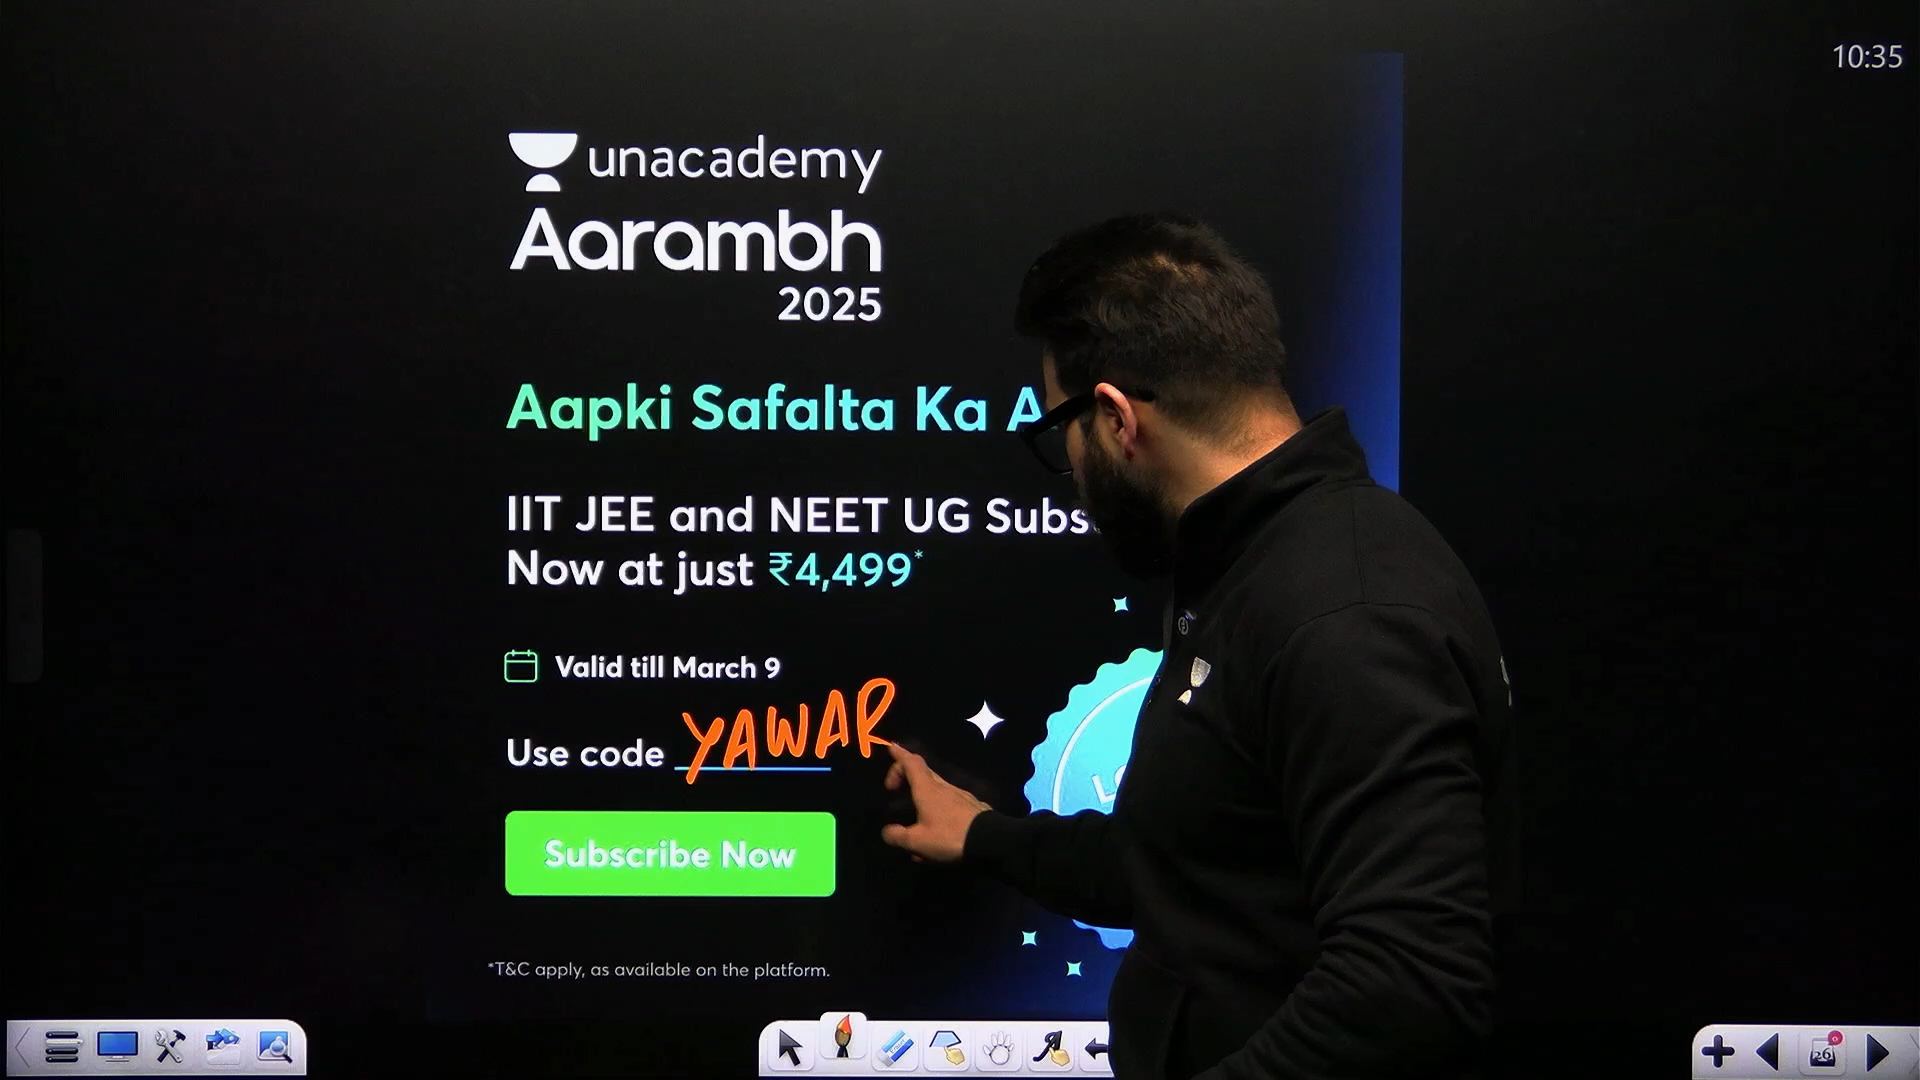 10:35
unacademy
Aarambh
2025
Aapki Safalta Ka
IIT JEE and NEET UG
Now at just ₹4,499*
Valid till March 9
Use code YAWAR
Subscribe Now
*T&C apply, as available on the platform.
26